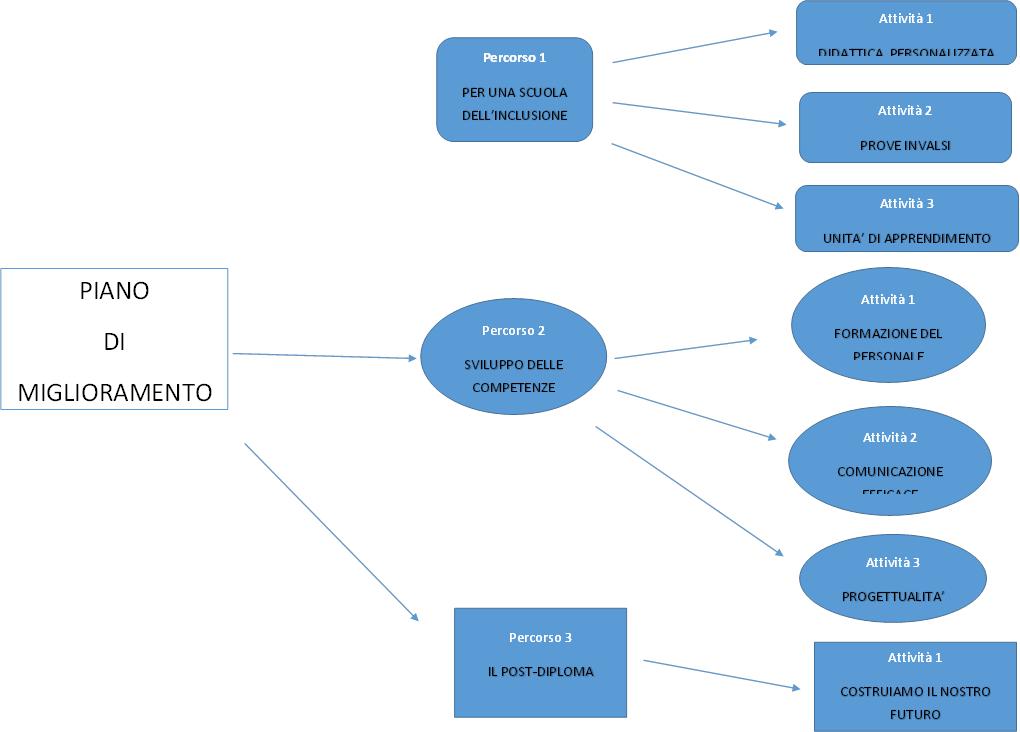 PIANO
DI
MIGLIORAMENTO
Percorso 1
PER UNA SCUOLA
DELL'INCLUSIONE
Attività 1
DIDATTICA PERSONALIZZATA
Attività 2
PROVE INVALSI
Attività 3
UNITA' DI APPRENDIMENTO
Percorso 2
SVILUPPO DELLE
COMPETENZE
Attività 1
FORMAZIONE DEL
PERSONALE
Attività 2
COMUNICAZIONE
EFFICACE
Attività 3
PROGETTUALITA'
Percorso 3
IL POST-DIPLOMA
Attività 1
COSTRUIAMO IL NOSTRO
FUTURO